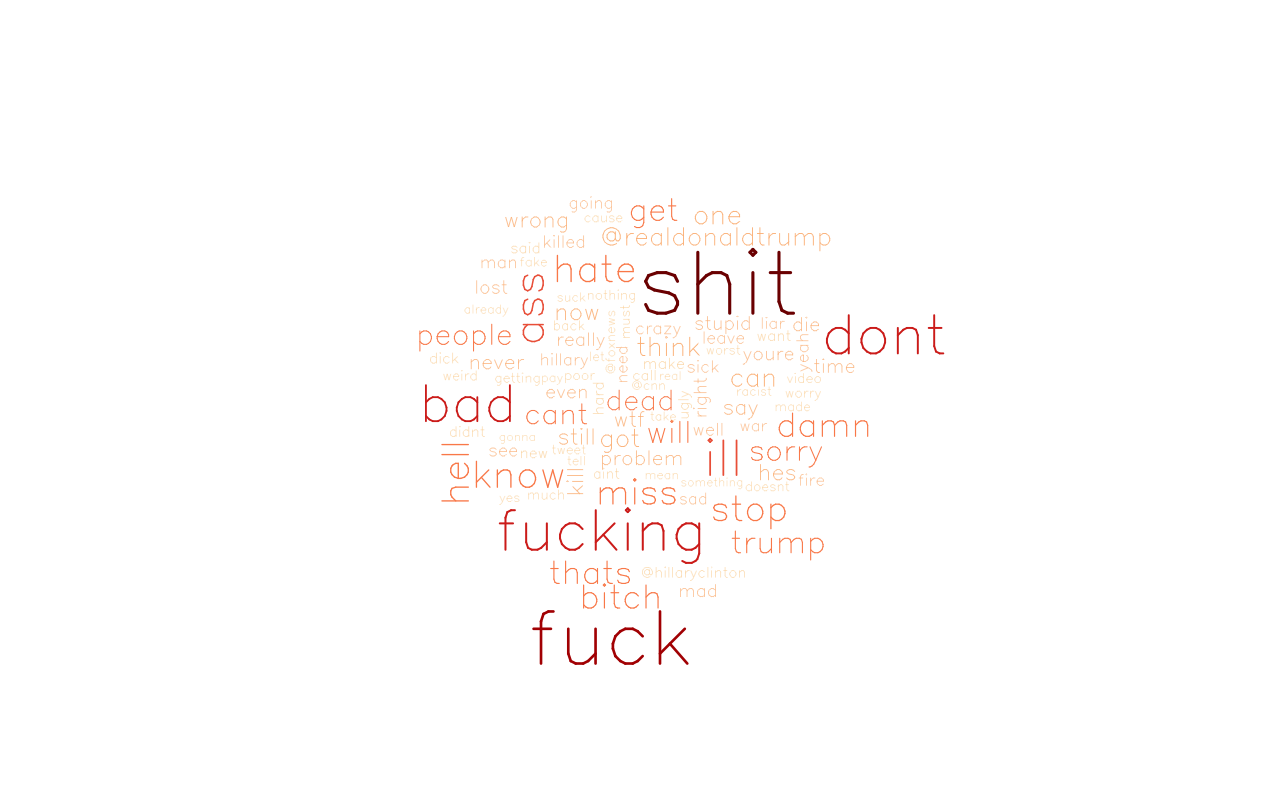 going
cause
get
one
wrong
@realdonaldtrump
said
killed
man
fake
hate
shit
ass
lost
suck
nothing
already
now
must
back
@foxnews
crazy
stupid
liar
die
dont
people
really
think
leave
want
yeah
dick
never
hillary
let
need
make
worst
youre
sick
time
weird
getting
pay
poor
call
real
can
video
@cnn
bad
even
hard
dead
ugly
right
racist
worry
cant
wtf
take
say
made
damn
didnt
gonna
still
got
will
well
war
hell
see
new
tweet
tell
problem
ill
sorry
know
kill
aint
mean
something
doesnt
hes
fire
yes
much
miss
sad
stop
fucking
trump
thats
@hillaryclinton
bitch
mad
fuck